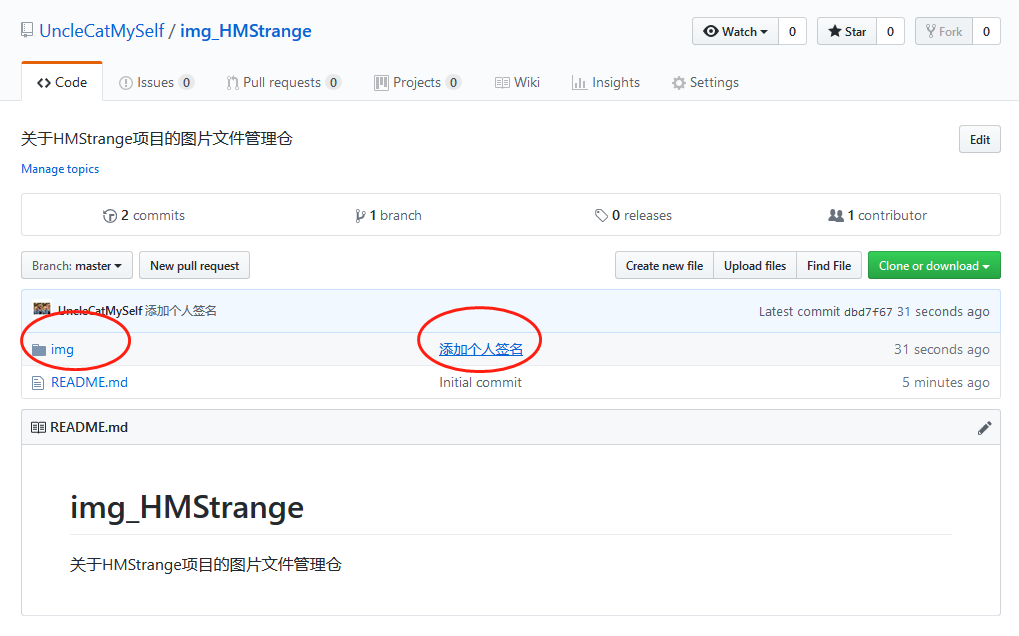 UncleCatMySelf / img_HMStrange
Watch 0 Star 0 Fork 0
Code Issues 0 Pull requests 0 Projects 0 Wiki Insights Settings
关于HMStrange项目的图片文件管理仓 Edit
Manage topics
2 commits 1 branch 0 releases 1 contributor
Branch: master New pull request Create new file Upload files Find File Clone or download
UncleCatMySelf 添加个人签名 Latest commit dbd7f67 31 seconds ago
img 添加个人签名 31 seconds ago
README.md Initial commit 5 minutes ago
README.md
img_HMStrange
关于HMStrange项目的图片文件管理仓